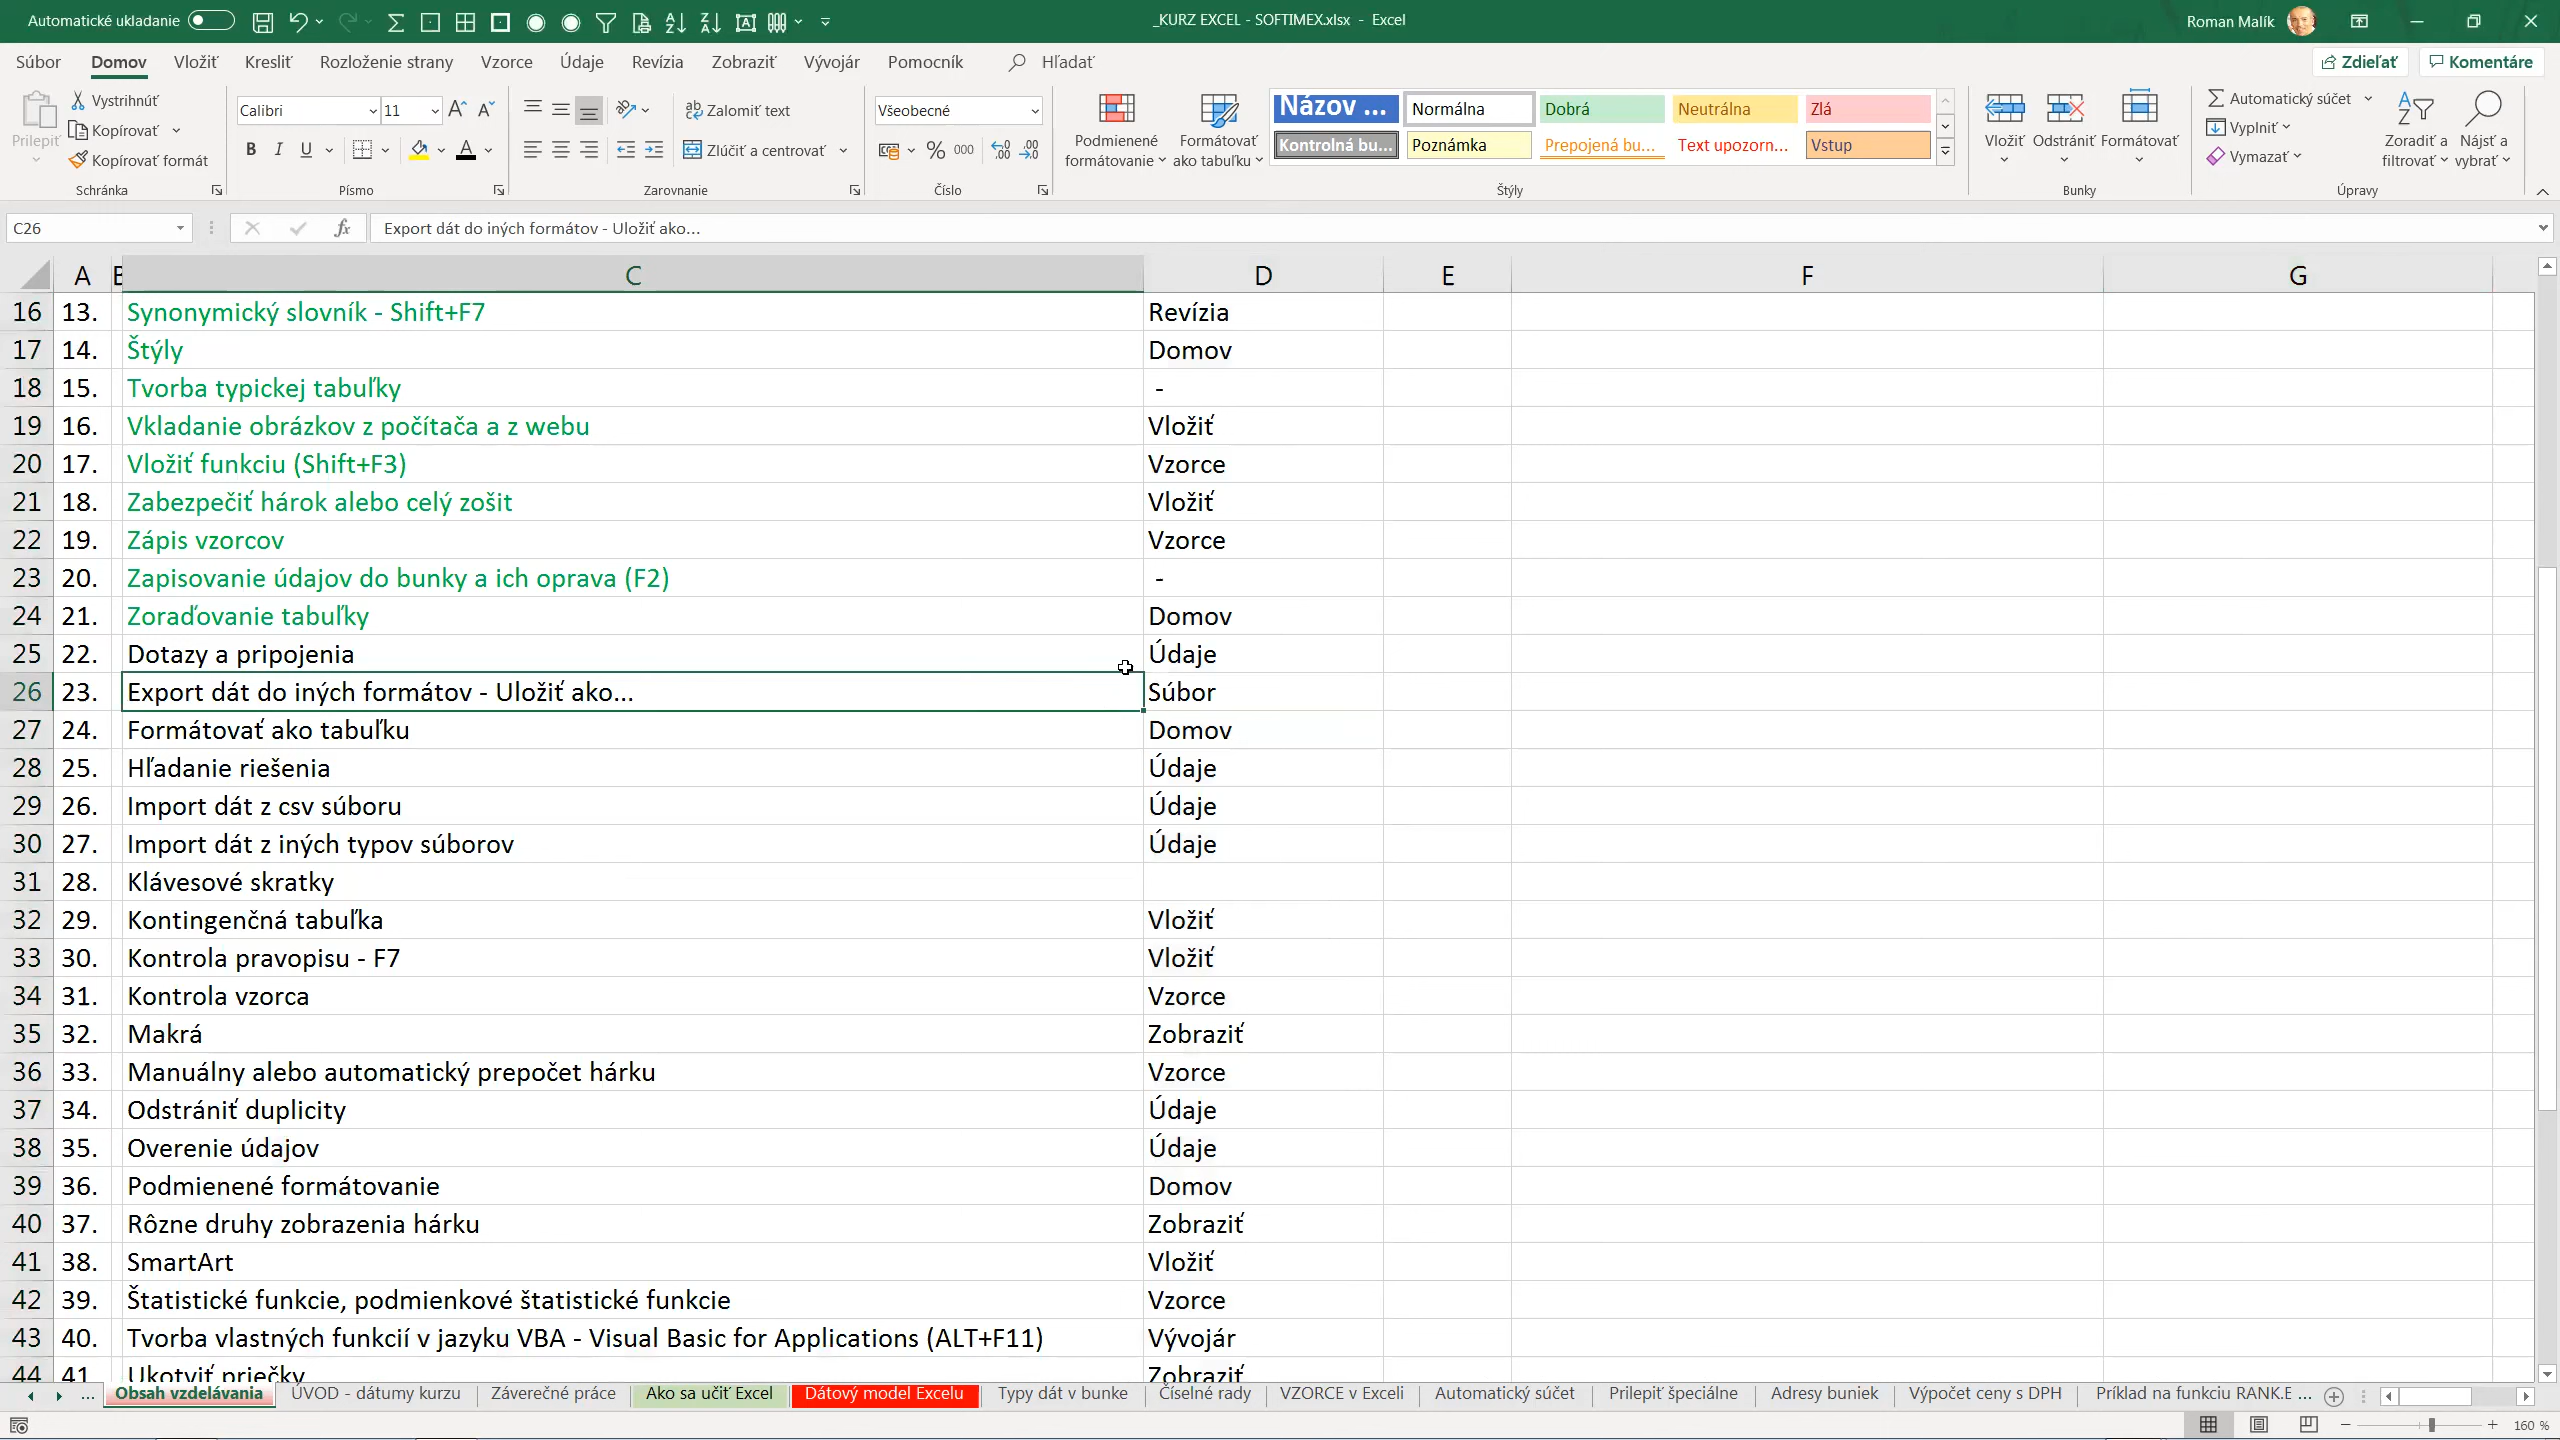 Automatické ukladanie
_KURZ EXCEL - SOFTIMEX.xlsx - Excel
Roman Malík
Súbor Domov Vložiť Kresliť Rozloženie strany Vzorce Údaje Revízia Zobraziť Vývojár Pomocník Hľadať
Zdieľať Komentáre
Prilepiť
Vystrihnúť
Kopírovať
Kopírovať formát
Schránka
Calibri 11
B I U
Písmo
Zalomiť text
Zlúčiť a centrovať
Zarovnanie
Všeobecné
% 000
Číslo
Podmienené formátovanie
Formátovať ako tabuľku
Názov ... Normálna Dobrá Neutrálna Zlá
Kontrolná bu... Poznámka Prepojená bu... Text upozorn... Vstup
Štýly
Vložiť Odstrániť Formátovať
Bunky
Automatický súčet
Vyplniť
Vymazať
Zoradiť a filtrovať
Nájsť a vybrať
Úpravy
C26 fx Export dát do iných formátov - Uložiť ako...
A B C D E F G
16 13. Synonymický slovník - Shift+F7 Revízia
17 14. Štýly Domov
18 15. Tvorba typickej tabuľky -
19 16. Vkladanie obrázkov z počítača a z webu Vložiť
20 17. Vložiť funkciu (Shift+F3) Vzorce
21 18. Zabezpečiť hárok alebo celý zošit Vložiť
22 19. Zápis vzorcov Vzorce
23 20. Zapisovanie údajov do bunky a ich oprava (F2) -
24 21. Zoraďovanie tabuľky Domov
25 22. Dotazy a pripojenia Údaje
26 23. Export dát do iných formátov - Uložiť ako... Súbor
27 24. Formátovať ako tabuľku Domov
28 25. Hľadanie riešenia Údaje
29 26. Import dát z csv súboru Údaje
30 27. Import dát z iných typov súborov Údaje
31 28. Klávesové skratky
32 29. Kontingenčná tabuľka Vložiť
33 30. Kontrola pravopisu - F7 Vložiť
34 31. Kontrola vzorca Vzorce
35 32. Makrá Zobraziť
36 33. Manuálny alebo automatický prepočet hárku Vzorce
37 34. Odstrániť duplicity Údaje
38 35. Overenie údajov Údaje
39 36. Podmienené formátovanie Domov
40 37. Rôzne druhy zobrazenia hárku Zobraziť
41 38. SmartArt Vložiť
42 39. Štatistické funkcie, podmienkové štatistické funkcie Vzorce
43 40. Tvorba vlastných funkcií v jazyku VBA - Visual Basic for Applications (ALT+F11) Vývojár
44 41. Ukotviť priečky Zobraziť
... Obsah vzdelávania ÚVOD - dátumy kurzu Záverečné práce Ako sa učiť Excel Dátový model Excelu Typy dát v bunke Číselné rady VZORCE v Exceli Automatický súčet Prilepiť špeciálne Adresy buniek Výpočet ceny s DPH Príklad na funkciu RANK.E ...
160 %